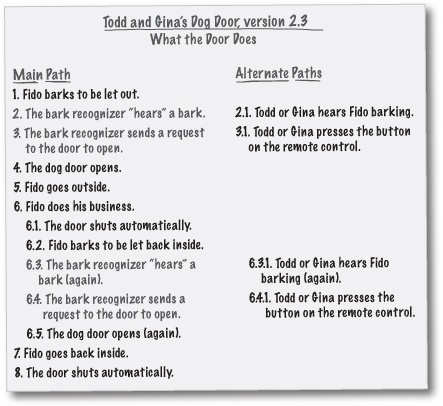 Todd and Gina's Dog Door, version 2.3
What the Door Does
Main Path
1. Fido barks to be let out.
2. The bark recognizer "hears" a bark.
3. The bark recognizer sends a request
to the door to open.
4. The dog door opens.
5. Fido goes outside.
6. Fido does his business.
6.1. The door shuts automatically.
6.2. Fido barks to be let back inside.
6.3. The bark recognizer "hears" a
bark (again).
6.4. The bark recognizer sends a
request to the door to open.
6.5. The dog door opens (again).
7. Fido goes back inside.
8. The door shuts automatically.
Alternate Paths
2.1. Todd or Gina hears Fido barking.
3.1. Todd or Gina presses the button
on the remote control.
6.3.1. Todd or Gina hears Fido
barking (again).
6.4.1. Todd or Gina presses the
button on the remote control.